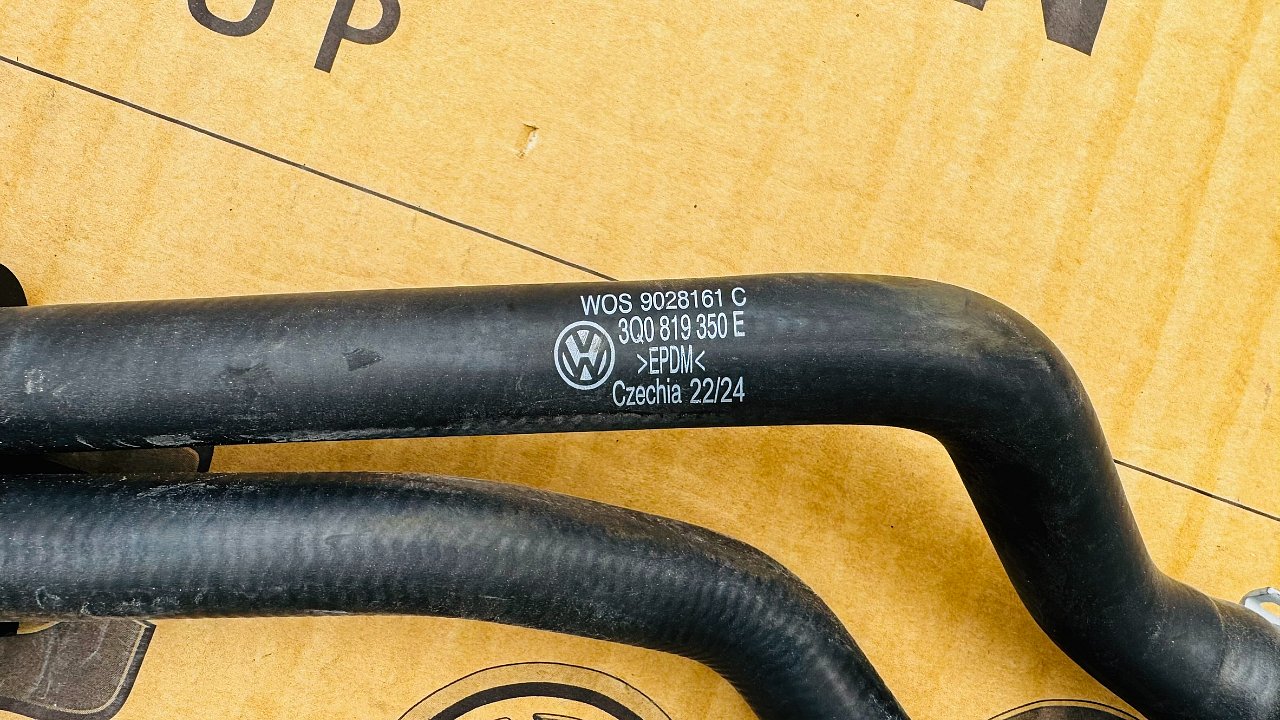 WOS 9028161 C
3Q0 819 350 E
>EPDM<
Czechia 22/24